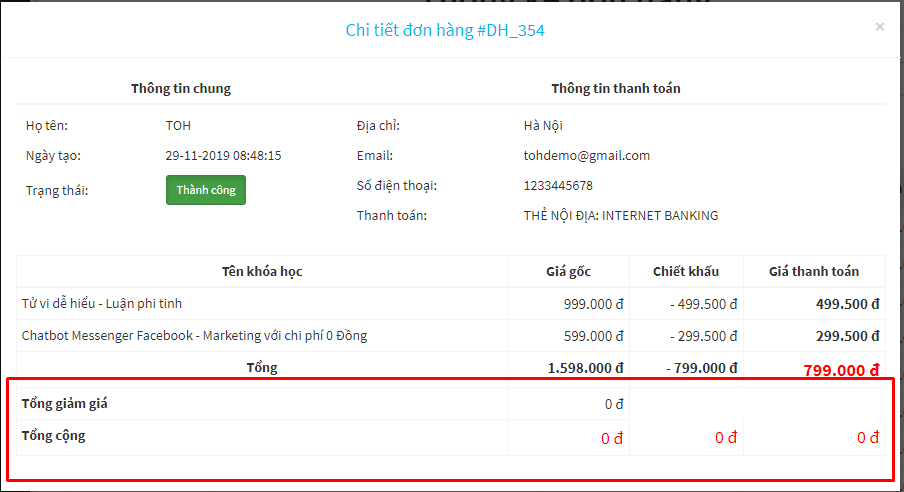 Chi tiết đơn hàng #DH_354
×
Thông tin chung Thông tin thanh toán
Họ tên: TOH Địa chỉ: Hà Nội
Ngày tạo: 29-11-2019 08:48:15 Email: tohdemo@gmail.com
Trạng thái: Thành công Số điện thoại: 1233445678
Thanh toán: THẺ NỘI ĐỊA: INTERNET BANKING
Tên khóa học Giá gốc Chiết khấu Giá thanh toán
Tử vi dễ hiểu - Luận phi tinh 999.000 đ - 499.500 đ 499.500 đ
Chatbot Messenger Facebook - Marketing với chi phí 0 Đồng 599.000 đ - 299.500 đ 299.500 đ
Tổng 1.598.000 đ - 799.000 đ 799.000 đ
Tổng giảm giá 0 đ
Tổng cộng 0 đ 0 đ 0 đ